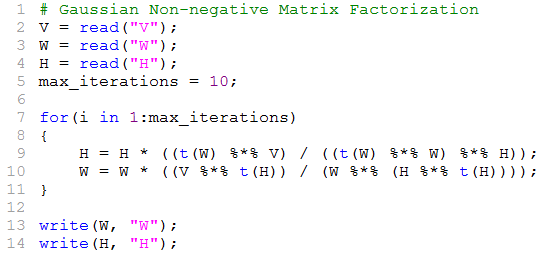 1 # Gaussian Non-negative Matrix Factorization
2 V = read("V");
3 W = read("W");
4 H = read("H");
5 max_iterations = 10;
6
7 for(i in 1:max_iterations)
8 {
9 H = H * ((t(W) %*% V) / ((t(W) %*% W) %*% H));
10 W = W * ((V %*% t(H)) / (W %*% (H %*% t(H))));
11 }
12
13 write(W, "W");
14 write(H, "H");